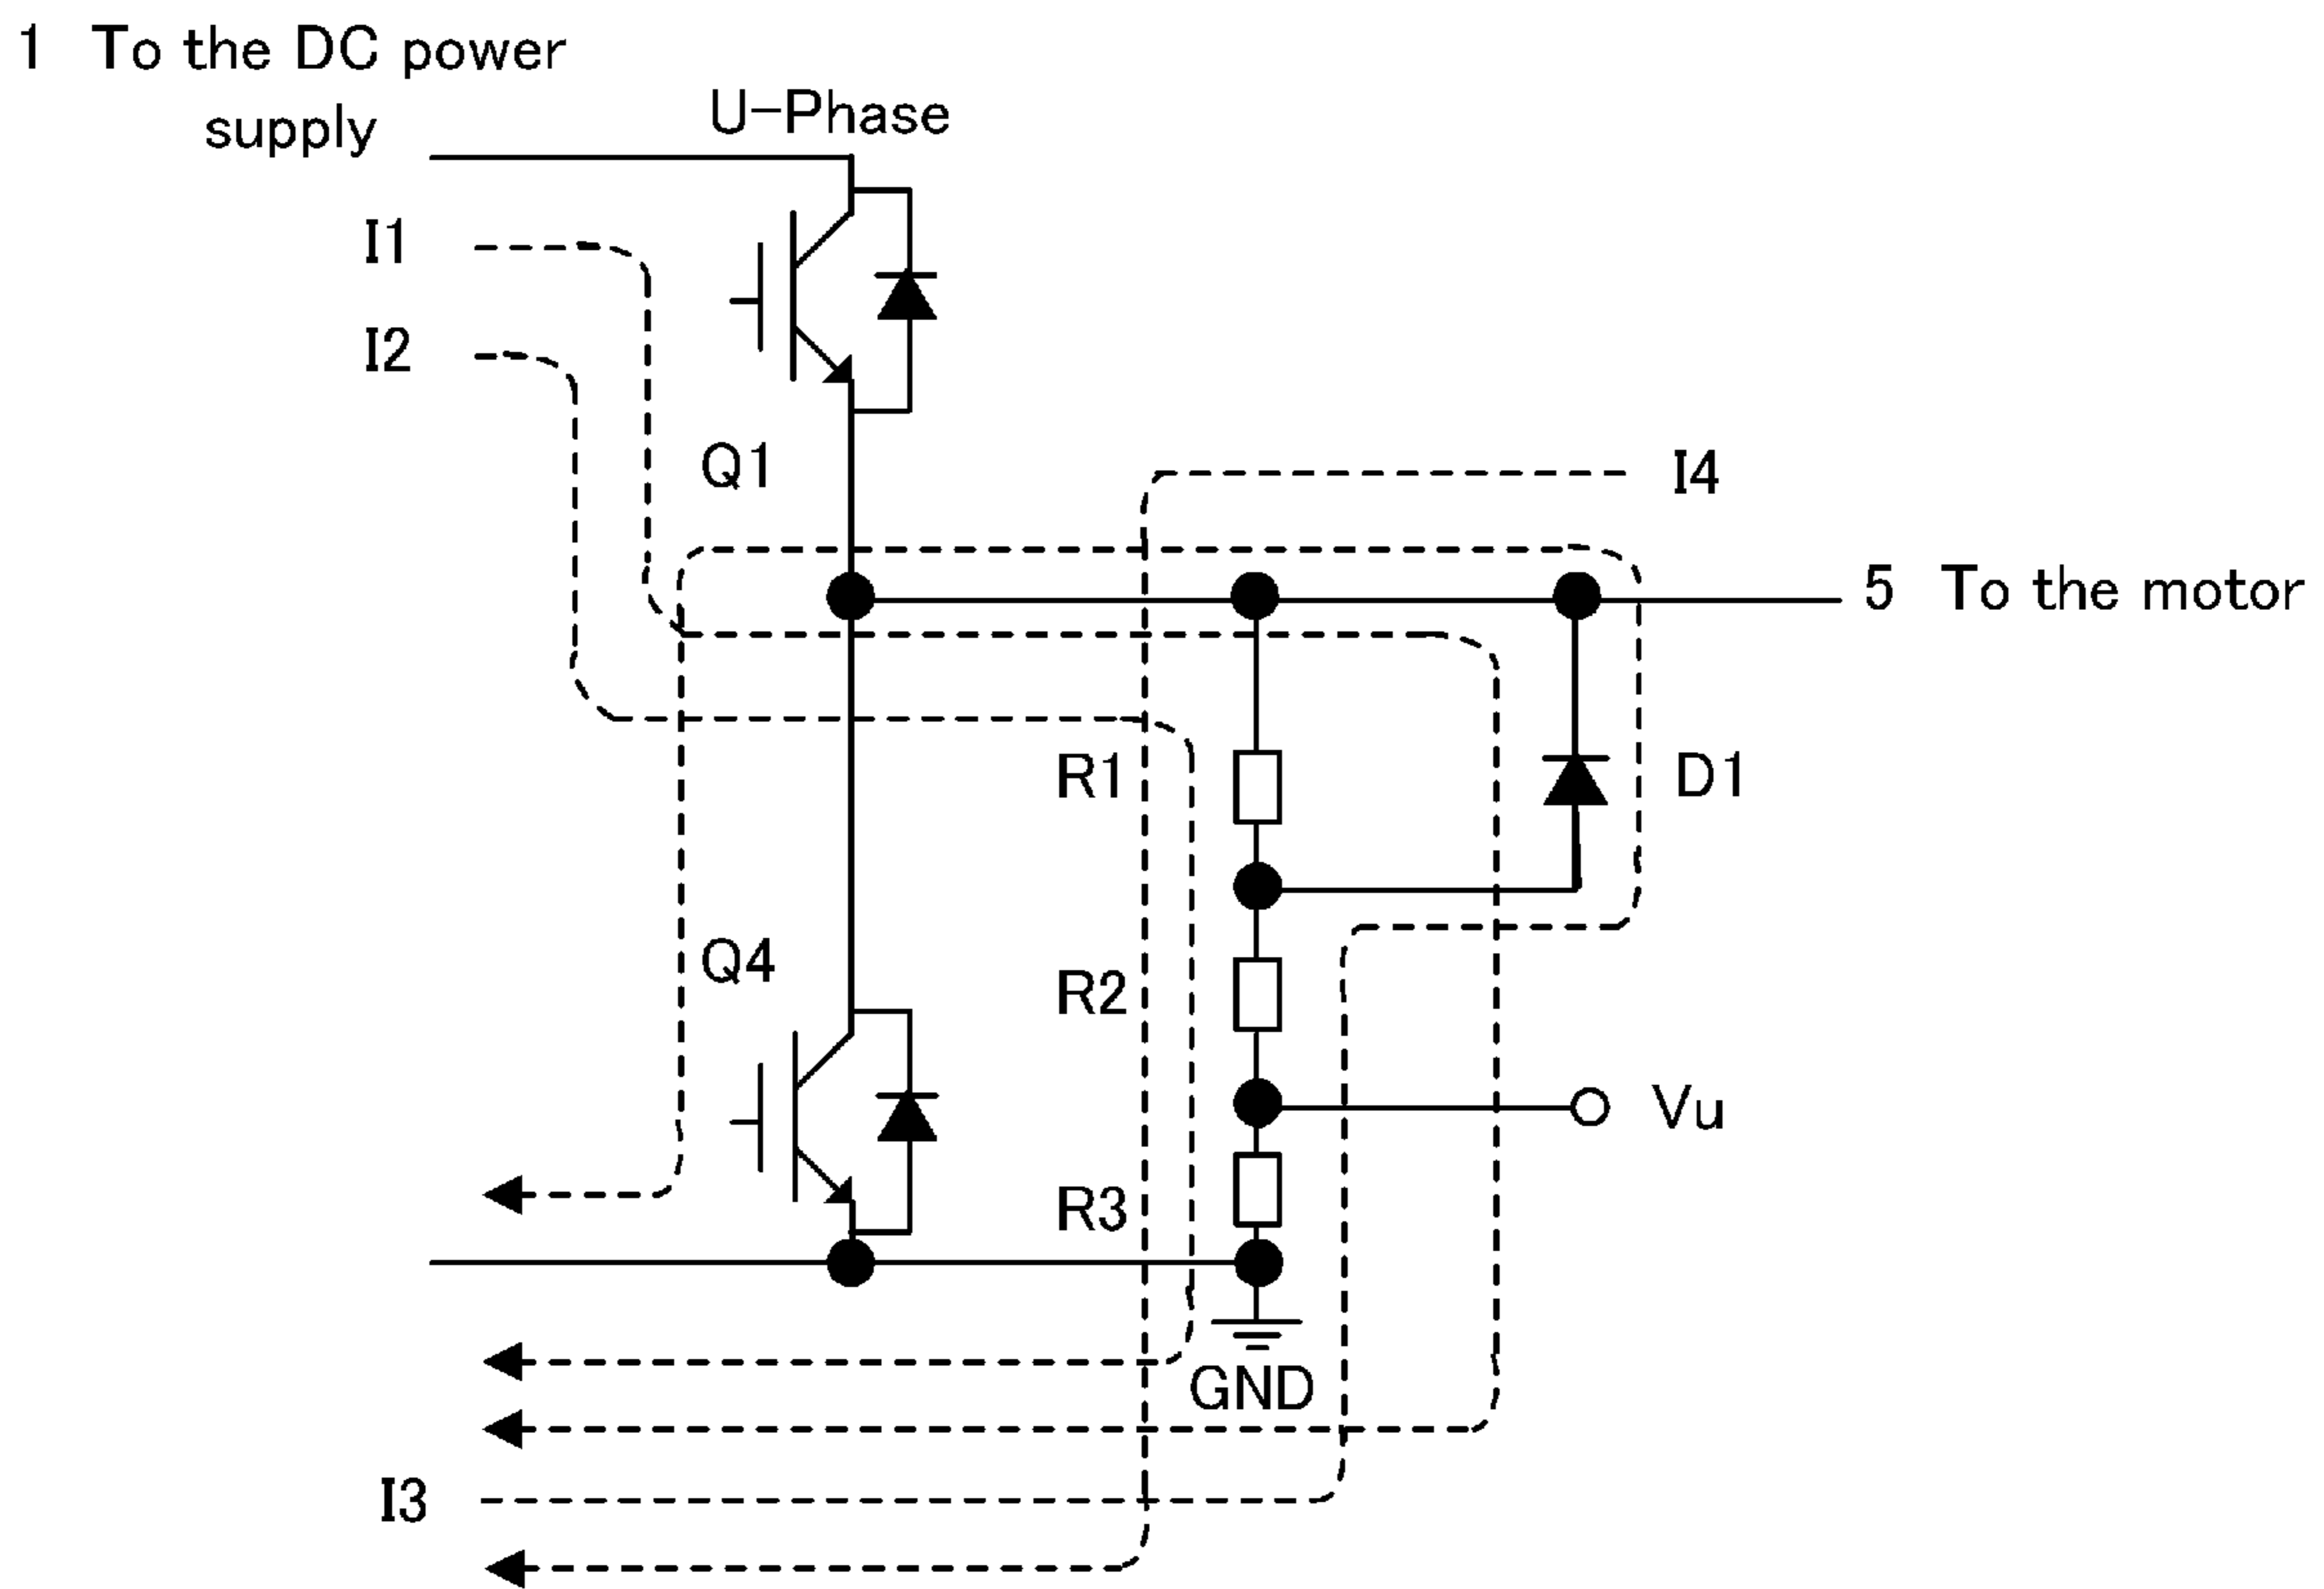 1 To the DC power
supply
U-Phase
I1
I2
Q1
I4
5 To the motor
R1
D1
Q4
R2
Vu
R3
GND
I3